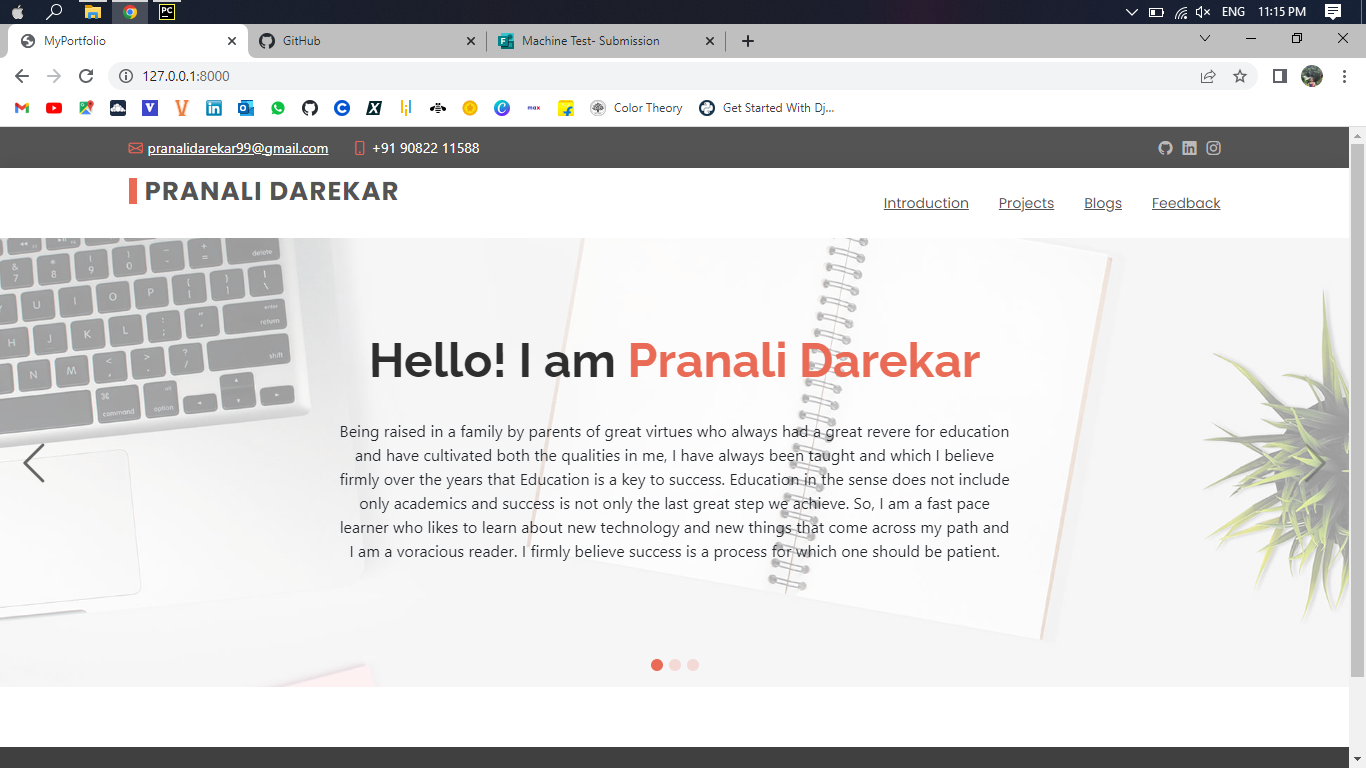 ENG 11:15 PM
MyPortfolio GitHub Machine Test- Submission
127.0.0.1:8000
Color Theory Get Started With Dj...
pranalidarekar99@gmail.com +91 90822 11588
PRANALI DAREKAR
Introduction Projects Blogs Feedback
Hello! I am Pranali Darekar
Being raised in a family by parents of great virtues who always had a great revere for education
and have cultivated both the qualities in me, I have always been taught and which I believe
firmly over the years that Education is a key to success. Education in the sense does not include
only academics and success is not only the last great step we achieve. So, I am a fast pace
learner who likes to learn about new technology and new things that come across my path and
I am a voracious reader. I firmly believe success is a process for which one should be patient.